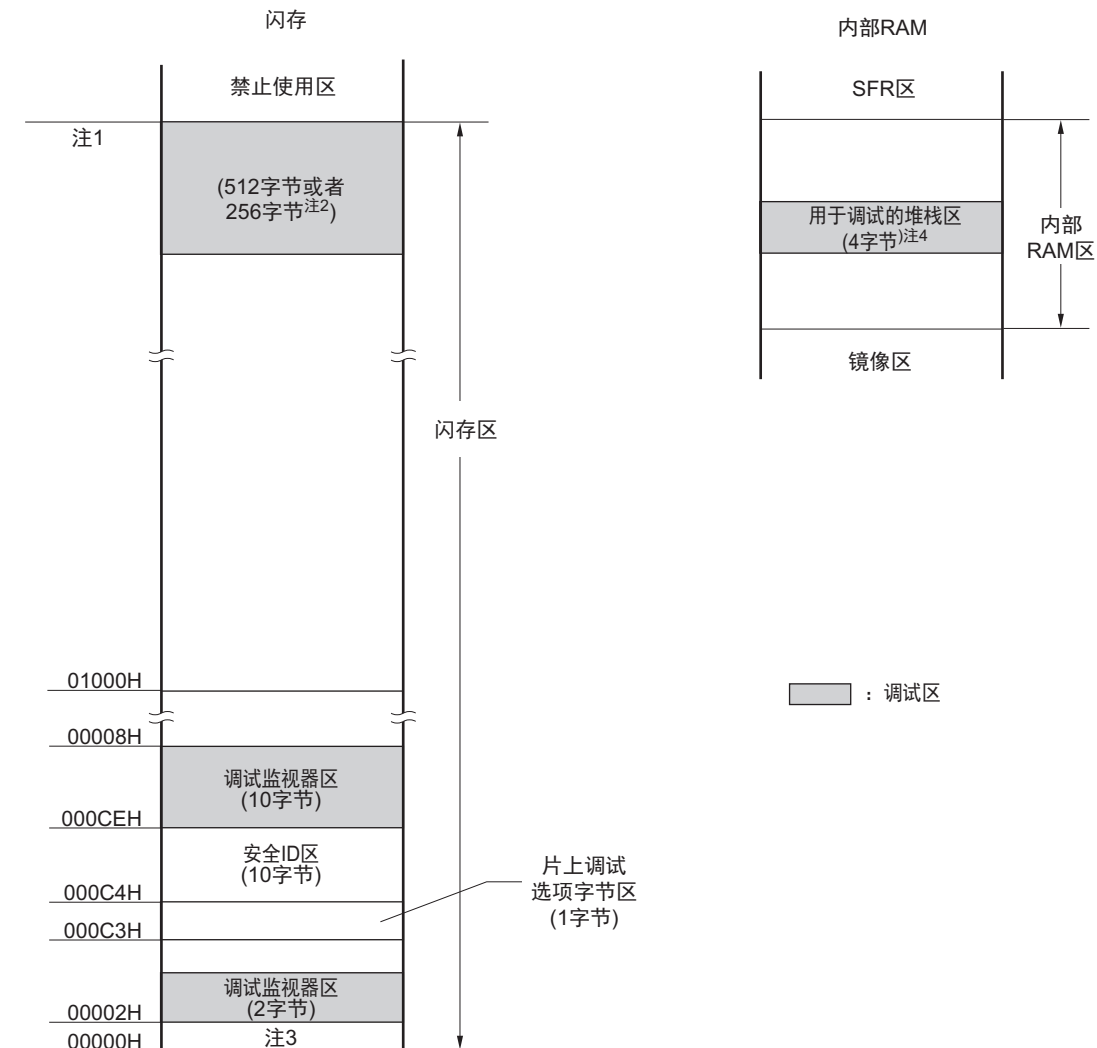 闪存
禁止使用区
注1
(512字节或者
256字节注2)
闪存区
01000H
00008H
调试监视器区
(10字节)
000CEH
安全ID区
(10字节)
000C4H
000C3H
片上调试
选项字节区
(1字节)
调试监视器区
(2字节)
00002H
注3
00000H
内部RAM
SFR区
用于调试的堆栈区
(4字节)注4
内部
RAM区
镜像区
：调试区